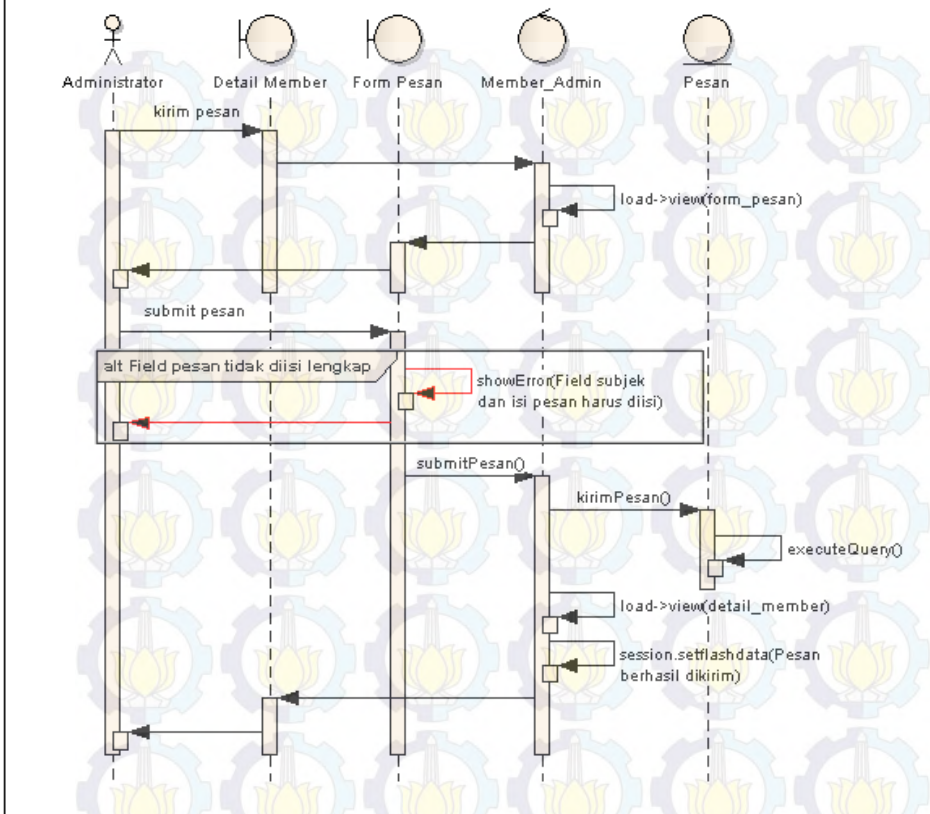 Administrator
Detail Member
Form Pesan
Member_Admin
Pesan
kirim pesan
load->view(form_pesan)
submit pesan
alt Field pesan tidak diisi lengkap
showError(Field subjek
dan isi pesan harus diisi)
submitPesan()
kirimPesan()
executeQuery()
load->view(detail_member)
session.setflashdata(Pesan
berhasil dikirim)